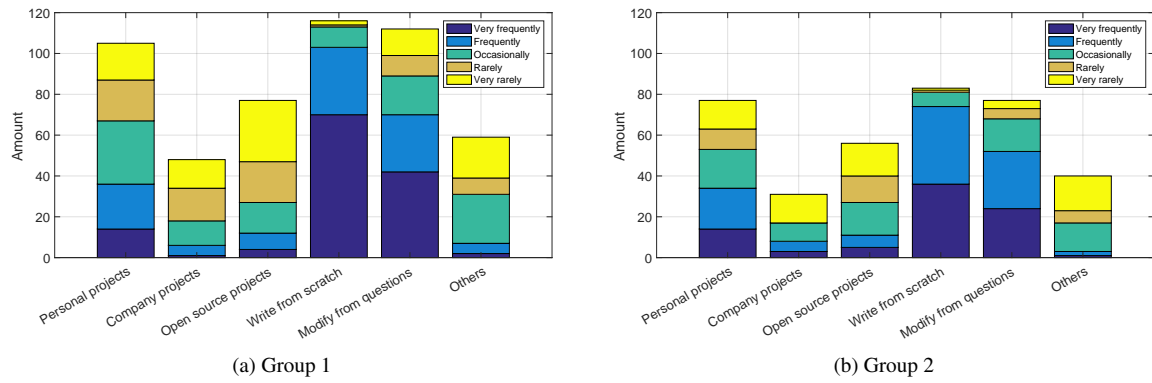 120
100
80
60
40
20
0
Amount
Very frequently
Frequently
Occasionally
Rarely
Very rarely
Personal projects
Company projects
Open source projects
Write from scratch
Modify from questions
Others
(a) Group 1
120
100
80
60
40
20
0
Amount
Very frequently
Frequently
Occasionally
Rarely
Very rarely
Personal projects
Company projects
Open source projects
Write from scratch
Modify from questions
Others
(b) Group 2